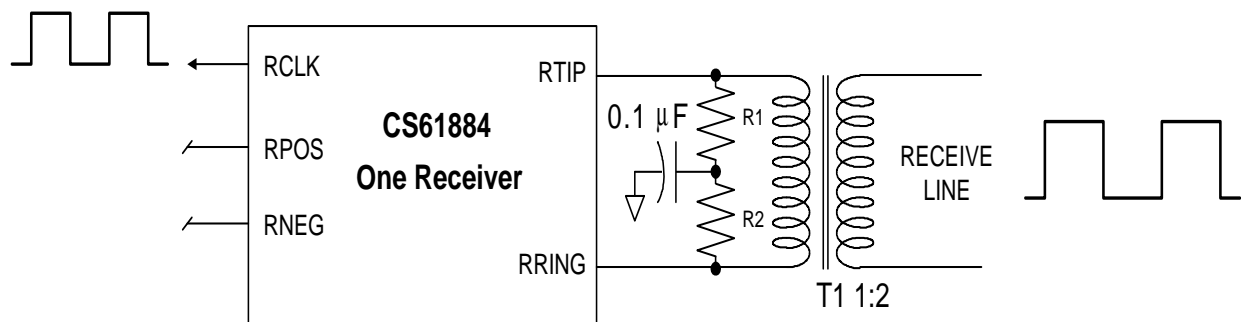 RCLK
RPOS
RNEG
CS61884
One Receiver
RTIP
RRING
0.1 μF
R1
R2
RECEIVE
LINE
T1 1:2